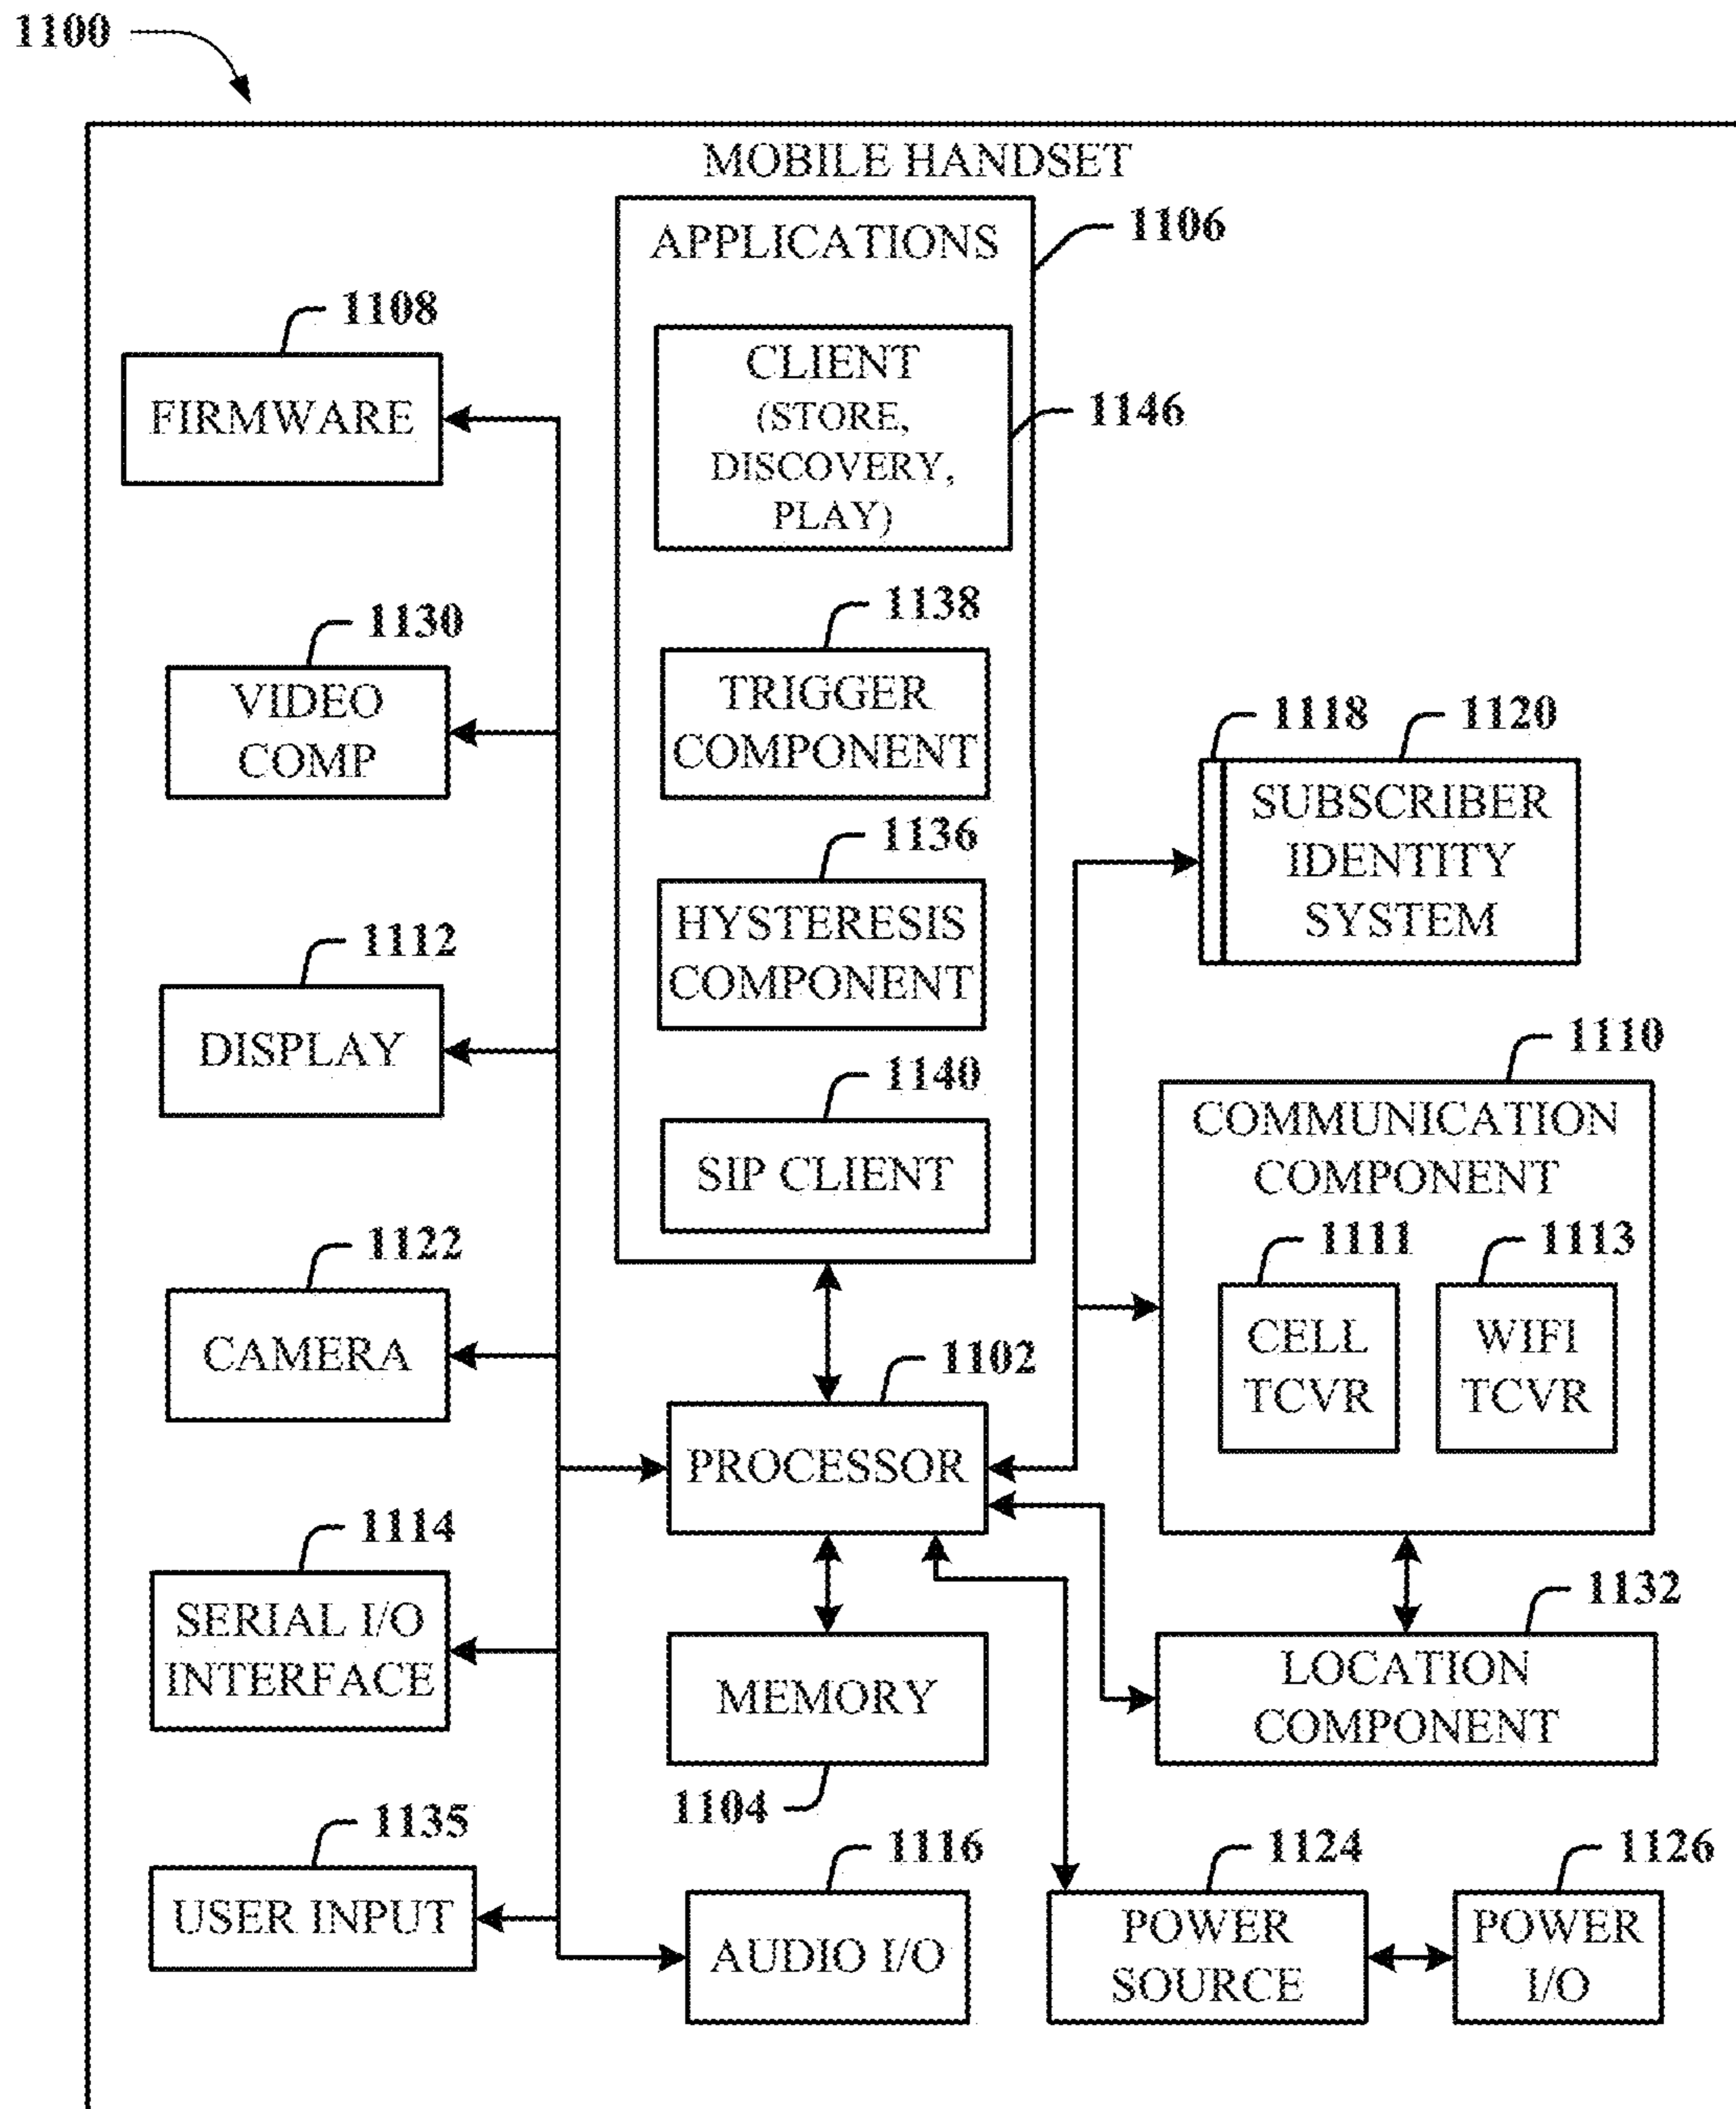 1100
MOBILE HANDSET
APPLICATIONS
1106
CLIENT
(STORE,
DISCOVERY,
PLAY)
1146
1138
TRIGGER
COMPONENT
1136
HYSTERESIS
COMPONENT
1140
SIP CLIENT
1108
FIRMWARE
1130
VIDEO
COMP
1112
DISPLAY
1122
CAMERA
1114
SERIAL I/O
INTERFACE
1135
USER INPUT
1102
PROCESSOR
MEMORY
1104
1116
AUDIO I/O
1118
1120
SUBSCRIBER
IDENTITY
SYSTEM
1110
COMMUNICATION
COMPONENT
1111
CELL
TCVR
1113
WIFI
TCVR
1132
LOCATION
COMPONENT
1124
POWER
SOURCE
1126
POWER
I/O